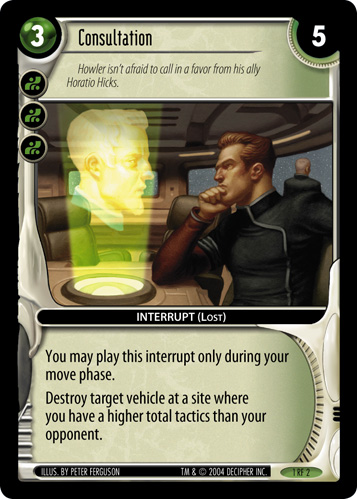 3
Consultation
5
Howler isn't afraid to call in a favor from his ally
Horatio Hicks.
INTERRUPT (LOST)
You may play this interrupt only during your
move phase.
Destroy target vehicle at a site where
you have a higher total tactics than your
opponent.
ILLUS. BY PETER FERGUSON
TM & © 2004 DECIPHER INC.
1 RF 2